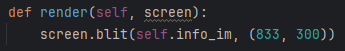 def render(self, screen):
    screen.blit(self.info_im, (833, 300))